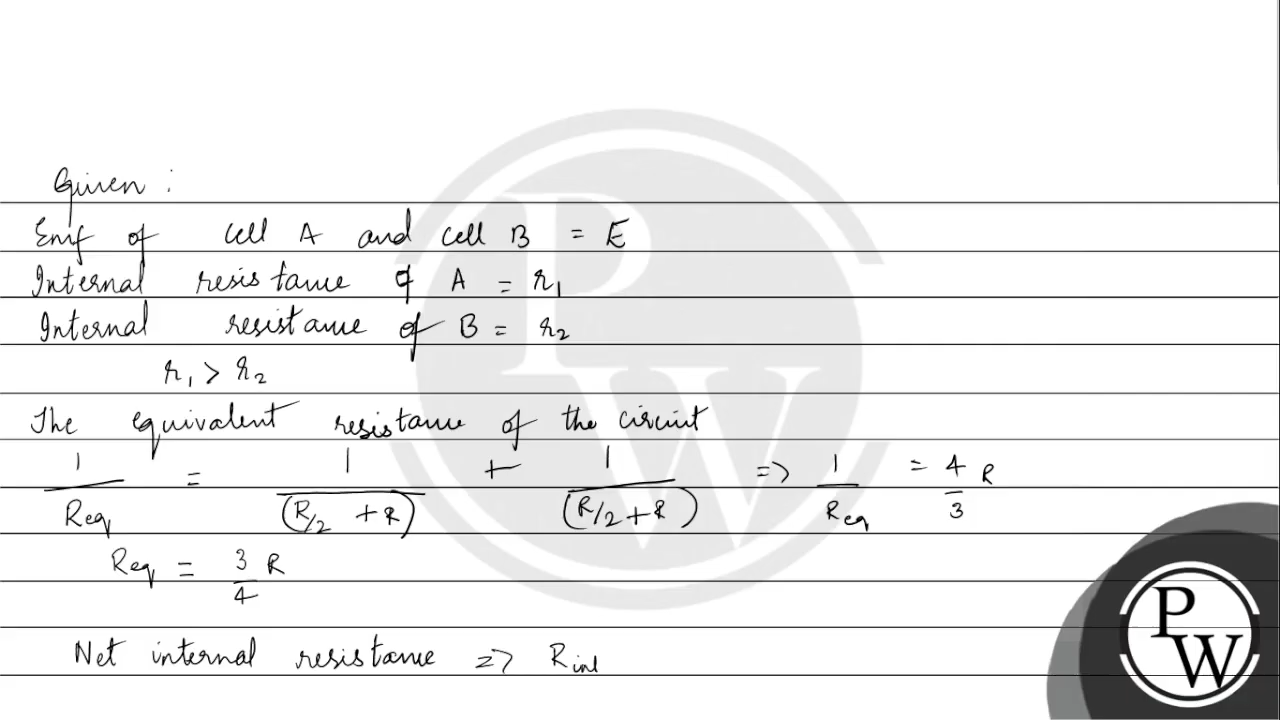 Given :
Emf of cell A and cell B = E
Internal resistance of A = r₁
Internal resistance of B = r₂
r₁ > r₂
The equivalent resistance of the circuit
1/Req = 1/(R/2 + R) + 1/(R/2 + R) => 1/Req = 4/3 R
Req = 3/4 R
Net internal resistance => Rint
PW
PW